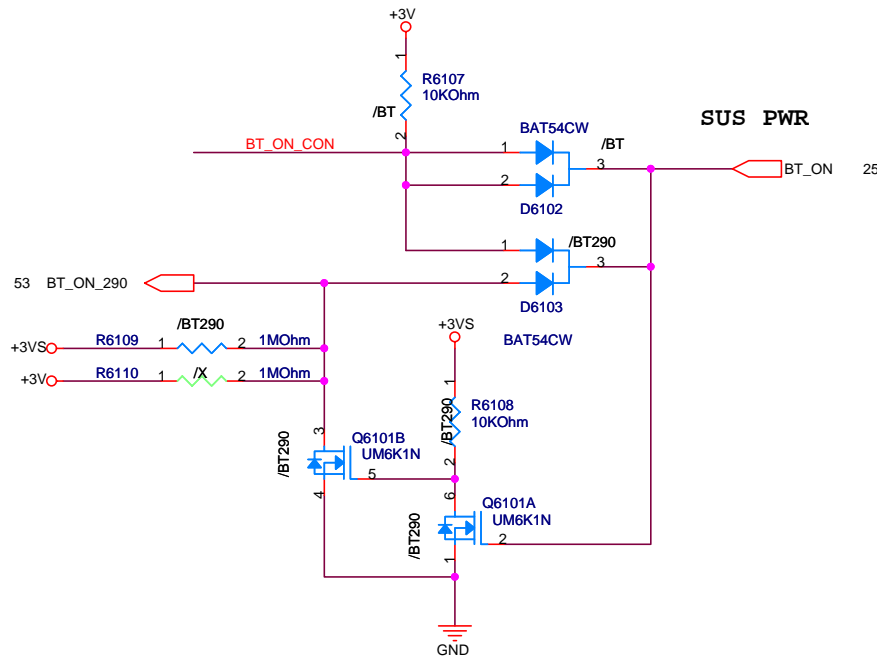 +3V
1
R6107
10KOhm
/BT
2
BT_ON_CON
BAT54CW
SUS PWR
1
/BT
3
BT_ON 25
2
D6102
1
/BT290
3
53 BT_ON_290
2
D6103
BAT54CW
+3VS
R6109
1
/BT290
2
1MOhm
+3V
R6110
1
/X
2
1MOhm
+3VS
1
R6108
10KOhm
/BT290
2
3
Q6101B
UM6K1N
/BT290
5
4
6
Q6101A
UM6K1N
/BT290
2
1
GND